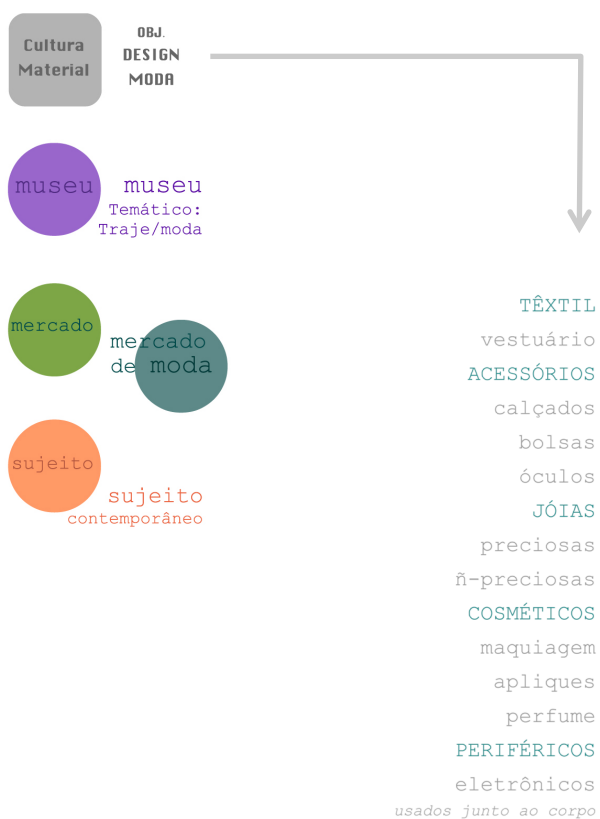 Cultura
Material
OBJ.
DESIGN
MODA
museu
museu
Temático:
Traje/moda
mercado
mercado
de moda
sujeito
sujeito
contemporâneo
TÊXTIL
vestuário
ACESSÓRIOS
calçados
bolsas
óculos
JÓIAS
preciosas
ñ-preciosas
COSMÉTICOS
maquiagem
apliques
perfume
PERIFÉRICOS
eletrônicos
usados junto ao corpo